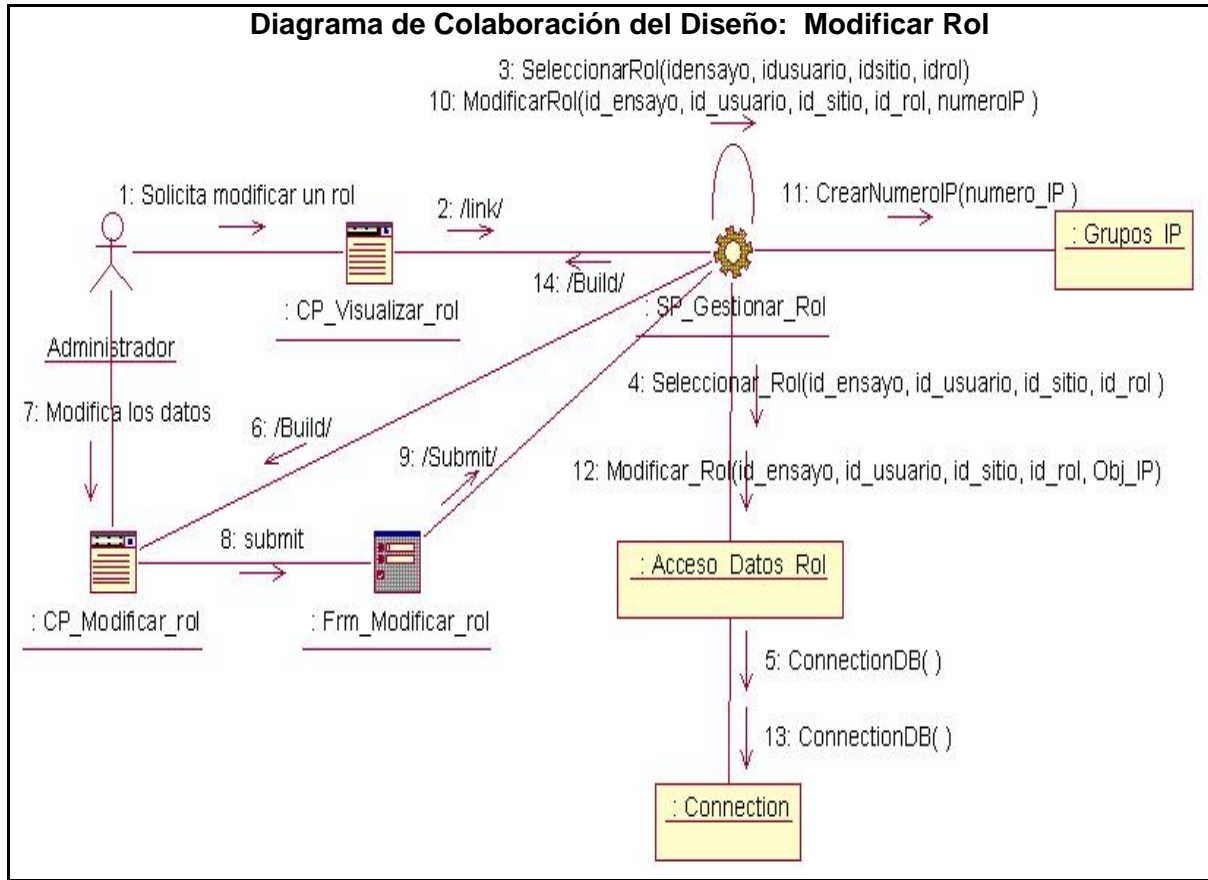 Diagrama de Colaboración del Diseño: Modificar Rol
3: SeleccionarRol(idensayo, idusuario, idsitio, idrol)
10: ModificarRol(id_ensayo, id_usuario, id_sitio, id_rol, numeroIP )
1: Solicita modificar un rol
2: /link/
11: CrearNumeroIP(numero_IP )
: Grupos_IP
14: /Build/
: CP_Visualizar_rol
: SP_Gestionar_Rol
Administrador
4: Seleccionar_Rol(id_ensayo, id_usuario, id_sitio, id_rol )
7: Modifica los datos
6: /Build/
9: /Submit/
12: Modificar_Rol(id_ensayo, id_usuario, id_sitio, id_rol, Obj_IP)
8: submit
: Acceso_Datos_Rol
: CP_Modificar_rol
: Frm_Modificar_rol
5: ConnectionDB( )
13: ConnectionDB( )
: Connection